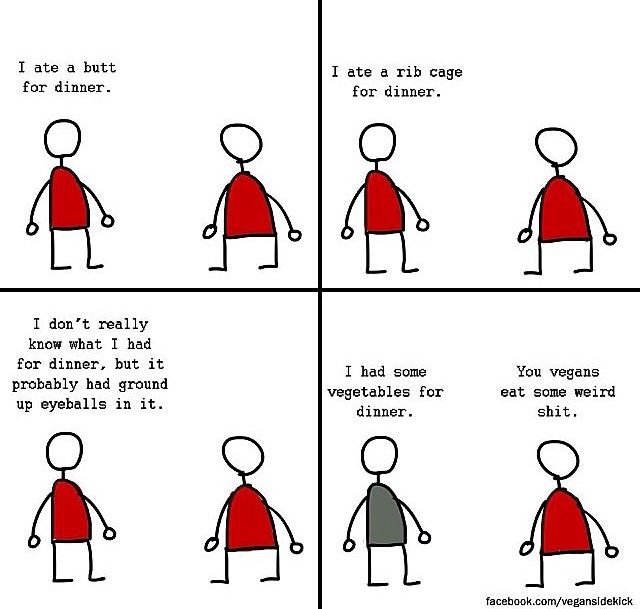 I ate a butt
for dinner.
I ate a rib cage
for dinner.
I don't really
know what I had
for dinner, but it
probably had ground
up eyeballs in it.
I had some
vegetables for
dinner.
You vegans
eat some weird
shit.
facebook.com/vegansidekick